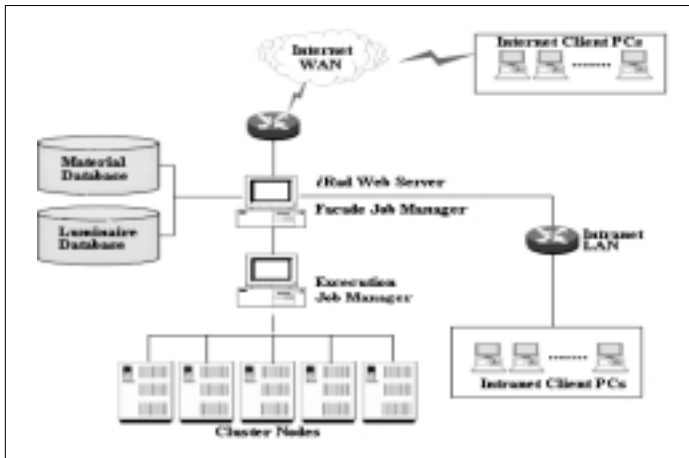 Internet
WAN
Internet Client PCs
Material
Database
iRad Web Server
Facade Job Manager
Luminaire
Database
Intranet
LAN
Excecution
Job Manager
Intranet Client PCs
Cluster Nodes